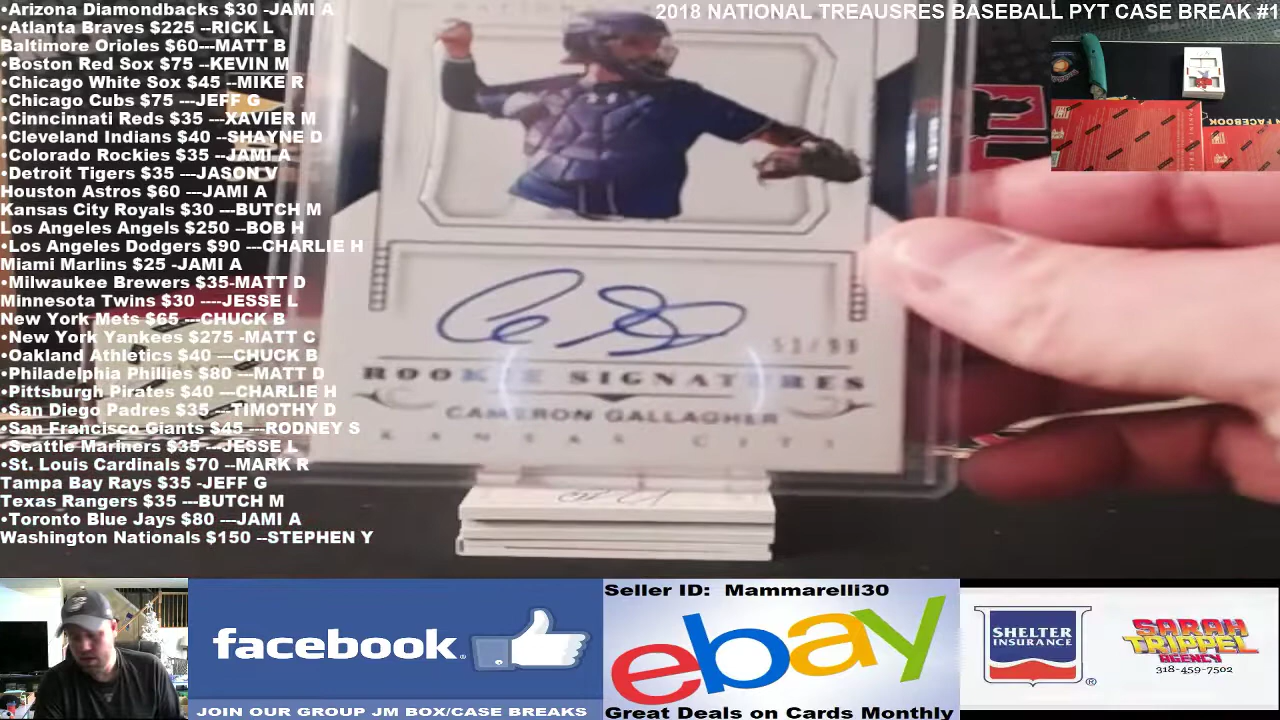 •Arizona Diamondbacks $30 -JAMI A
•Atlanta Braves $225 --RICK L
Baltimore Orioles $60---MATT B
•Boston Red Sox $75 --KEVIN M
•Chicago White Sox $45 --MIKE R
•Chicago Cubs $75 ---JEFF G
•Cinncinnati Reds $35 ---XAVIER M
•Cleveland Indians $40 --SHAYNE D
•Colorado Rockies $35 --JAMI A
•Detroit Tigers $35 ---JASON V
Houston Astros $60 ---JAMI A
Kansas City Royals $30 ---BUTCH M
Los Angeles Angels $250 --BOB H
•Los Angeles Dodgers $90 ---CHARLIE H
Miami Marlins $25 -JAMI A
•Milwaukee Brewers $35-MATT D
Minnesota Twins $30 ----JESSE L
New York Mets $65 ---CHUCK B
•New York Yankees $275 -MATT C
•Oakland Athletics $40 ---CHUCK B
•Philadelphia Phillies $80 ---MATT D
•Pittsburgh Pirates $40 ---CHARLIE H
•San Diego Padres $35 ---TIMOTHY D
•San Francisco Giants $45 ---RODNEY S
•Seattle Mariners $35 ---JESSE L
•St. Louis Cardinals $70 --MARK R
Tampa Bay Rays $35 -JEFF G
Texas Rangers $35 ---BUTCH M
•Toronto Blue Jays $80 ---JAMI A
Washington Nationals $150 --STEPHEN Y
2018 NATIONAL TREAUSRES BASEBALL PYT CASE BREAK #1
51/99
ROOKIE SIGNATURES
CAMERON GALLAGHER
KANSAS CITY
N FACEBOOK
facebook
JOIN OUR GROUP JM BOX/CASE BREAKS
Seller ID: Mammarelli30
ebay
Great Deals on Cards Monthly
SHELTER
INSURANCE
®
SARAH
TRIPPEL
AGENCY
318-459-7502